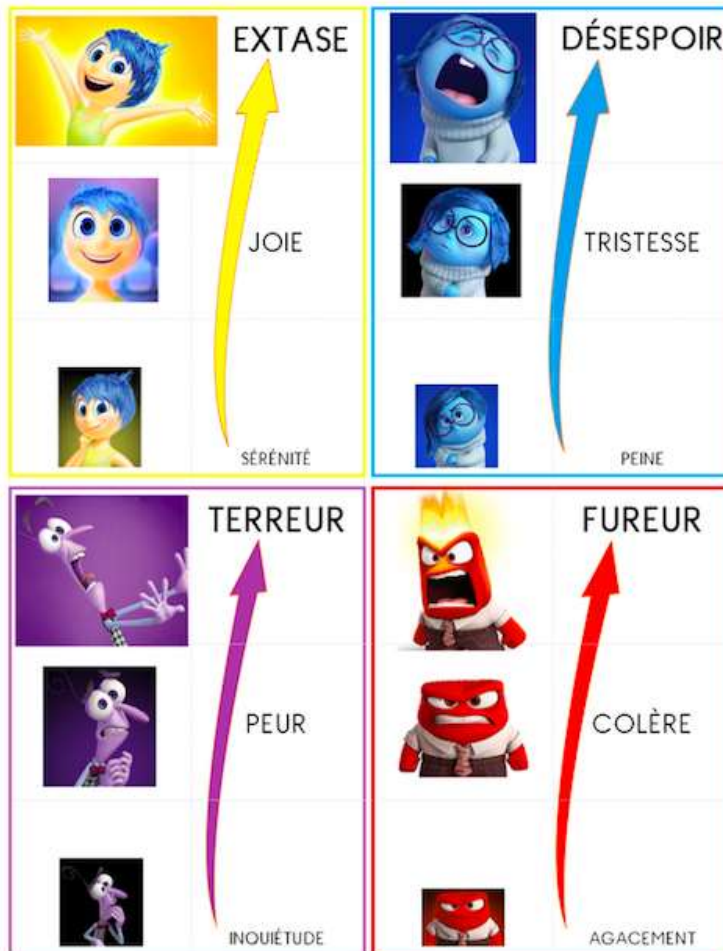 EXTASE
JOIE
SÉRÉNITÉ
DÉSESPOIR
TRISTESSE
PEINE
TERREUR
PEUR
INQUIÉTUDE
FUREUR
COLÈRE
AGACEMENT